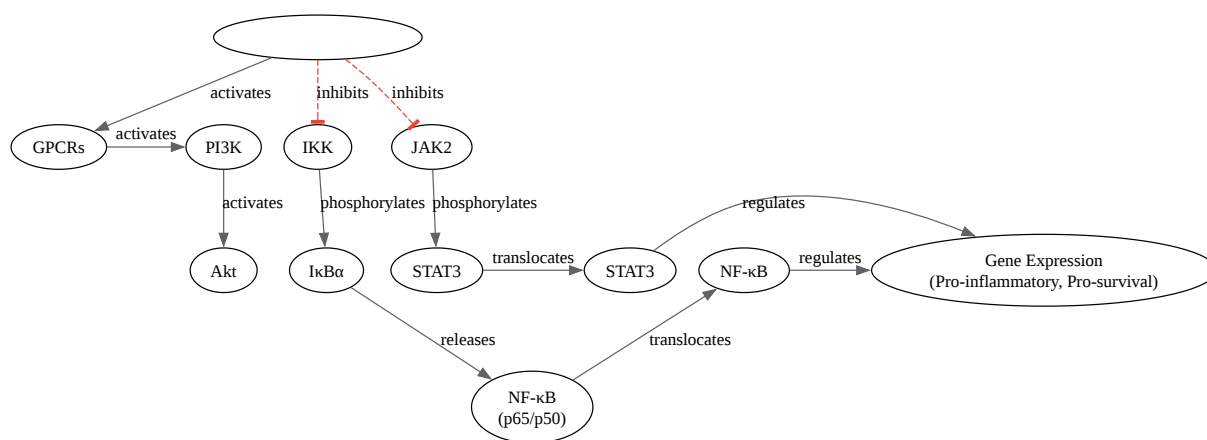 activates
inhibits
inhibits
GPCRs
activates
PI3K
IKK
JAK2
activates
phosphorylates
phosphorylates
regulates
Akt
IκBα
STAT3
translocates
STAT3
NF-κB
regulates
Gene Expression
(Pro-inflammatory, Pro-survival)
releases
translocates
NF-κB
(p65/p50)